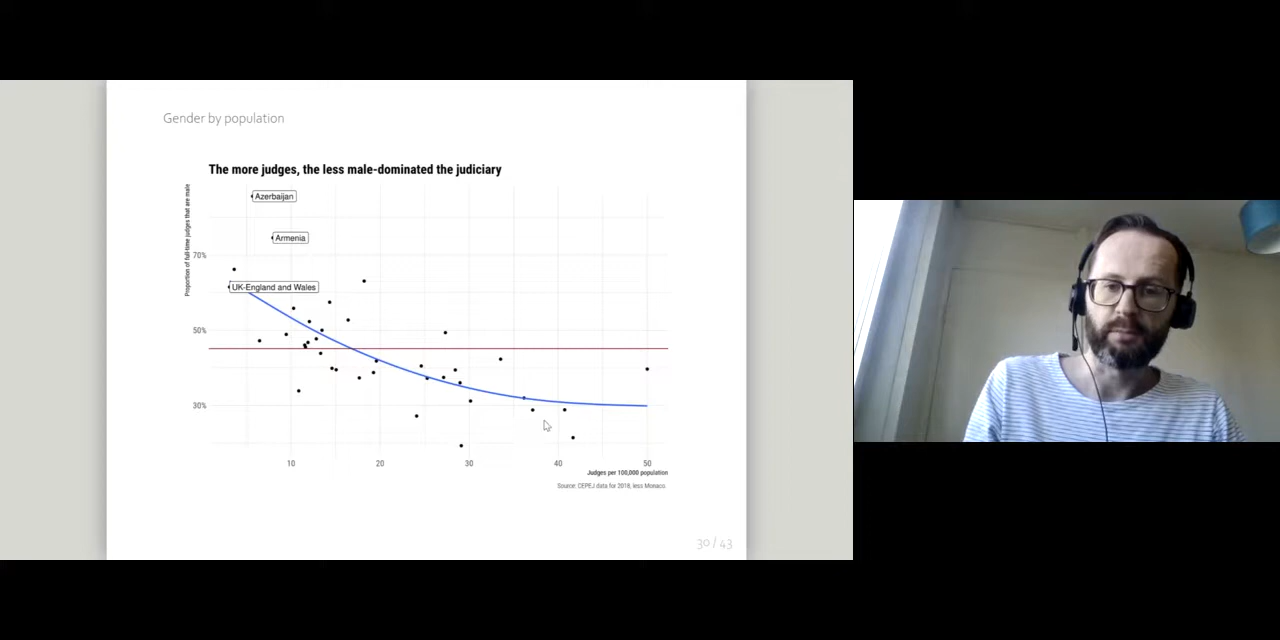 Gender by population
The more judges, the less male-dominated the judiciary
Proportion of full-time judges that are male
Azerbaijan
Armenia
70%
UK-England and Wales
50%
30%
10 20 30 40 50
Judges per 100,000 population
Source: CEPEJ data for 2018, less Monaco.
30 / 43